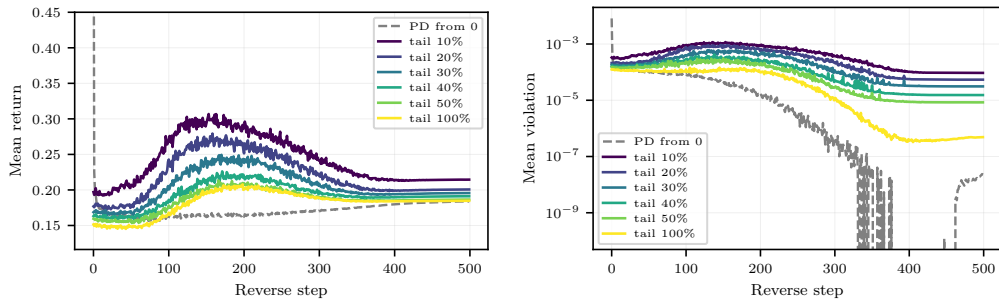 0.45
0.40
0.35
0.30
0.25
0.20
0.15
Mean return
0
100
200
300
400
500
Reverse step
PD from 0
tail 10%
tail 20%
tail 30%
tail 40%
tail 50%
tail 100%
10⁻³
10⁻⁵
10⁻⁷
10⁻⁹
Mean violation
0
100
200
300
400
500
Reverse step
PD from 0
tail 10%
tail 20%
tail 30%
tail 40%
tail 50%
tail 100%